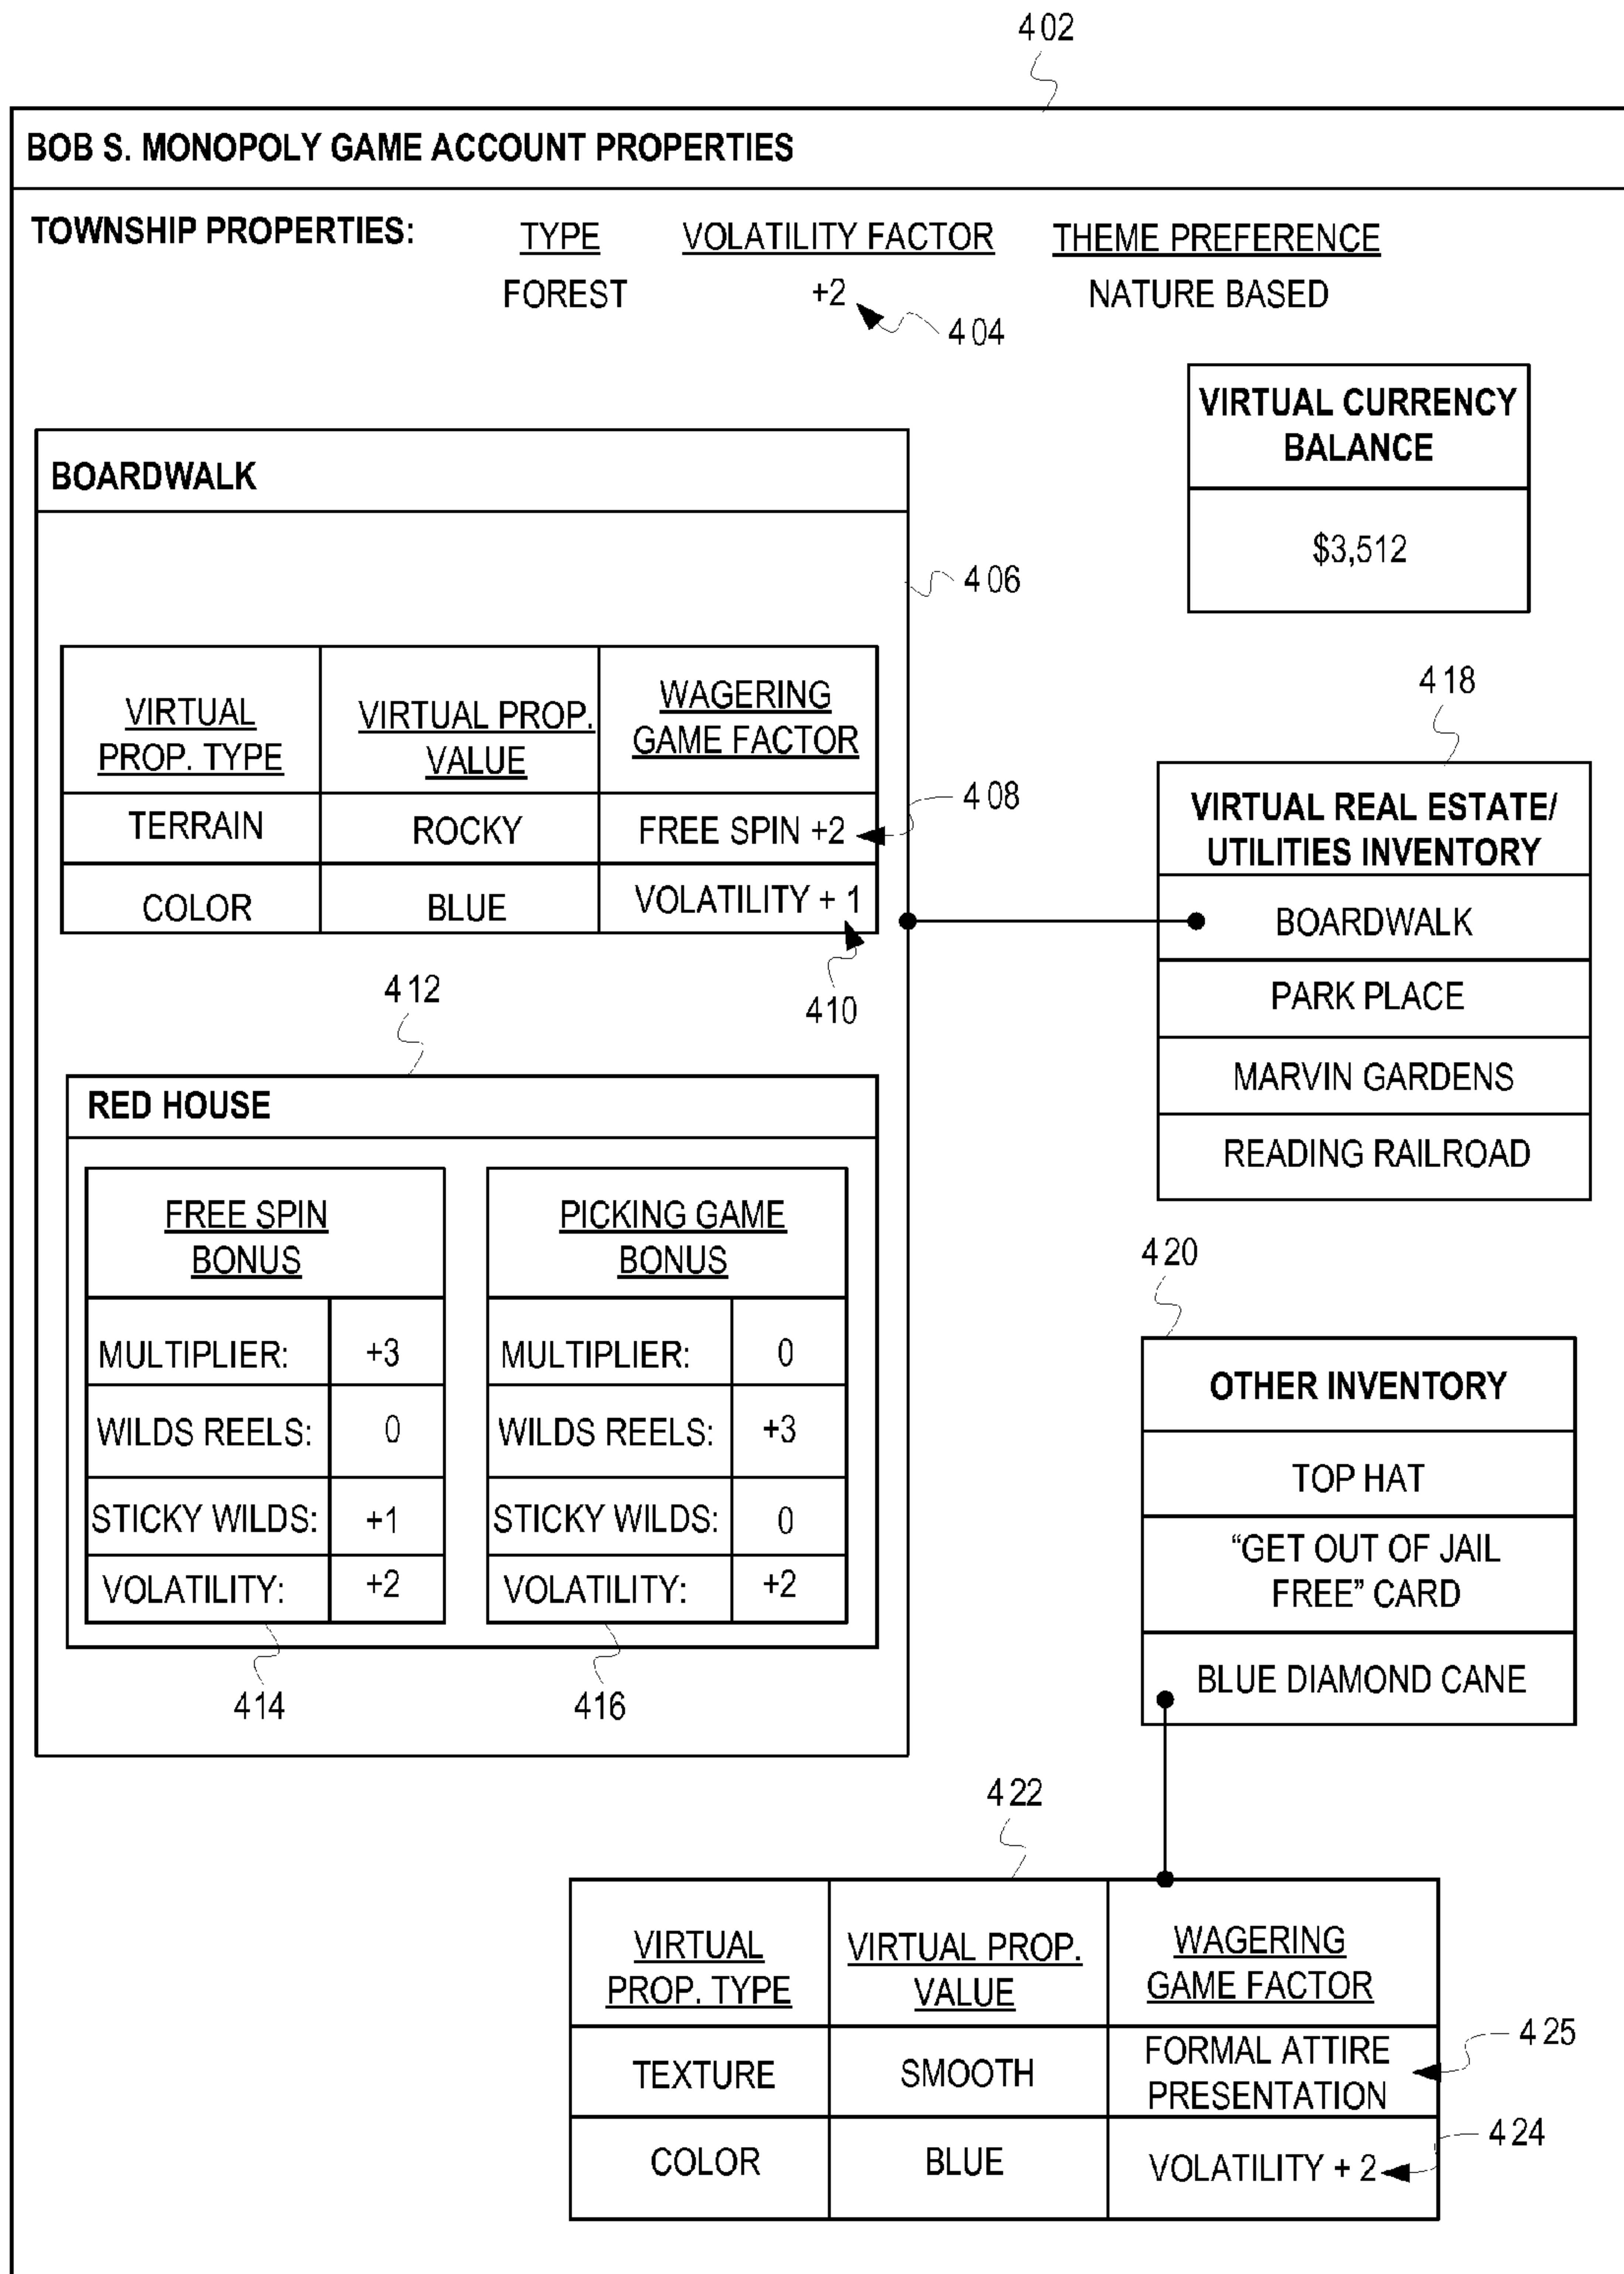 402
BOB S. MONOPOLY GAME ACCOUNT PROPERTIES
TOWNSHIP PROPERTIES:
TYPE
VOLATILITY FACTOR
THEME PREFERENCE
FOREST
+2
NATURE BASED
404
VIRTUAL CURRENCY
BALANCE
$3,512
BOARDWALK
406
VIRTUAL
PROP. TYPE
VIRTUAL PROP.
VALUE
WAGERING
GAME FACTOR
TERRAIN
ROCKY
FREE SPIN +2
408
COLOR
BLUE
VOLATILITY + 1
410
412
RED HOUSE
FREE SPIN
BONUS
MULTIPLIER:
+3
WILDS REELS:
0
STICKY WILDS:
+1
VOLATILITY:
+2
414
PICKING GAME
BONUS
MULTIPLIER:
0
WILDS REELS:
+3
STICKY WILDS:
0
VOLATILITY:
+2
416
418
VIRTUAL REAL ESTATE/
UTILITIES INVENTORY
BOARDWALK
PARK PLACE
MARVIN GARDENS
READING RAILROAD
420
OTHER INVENTORY
TOP HAT
“GET OUT OF JAIL
FREE” CARD
BLUE DIAMOND CANE
422
VIRTUAL
PROP. TYPE
VIRTUAL PROP.
VALUE
WAGERING
GAME FACTOR
TEXTURE
SMOOTH
FORMAL ATTIRE
PRESENTATION
425
COLOR
BLUE
VOLATILITY + 2
424